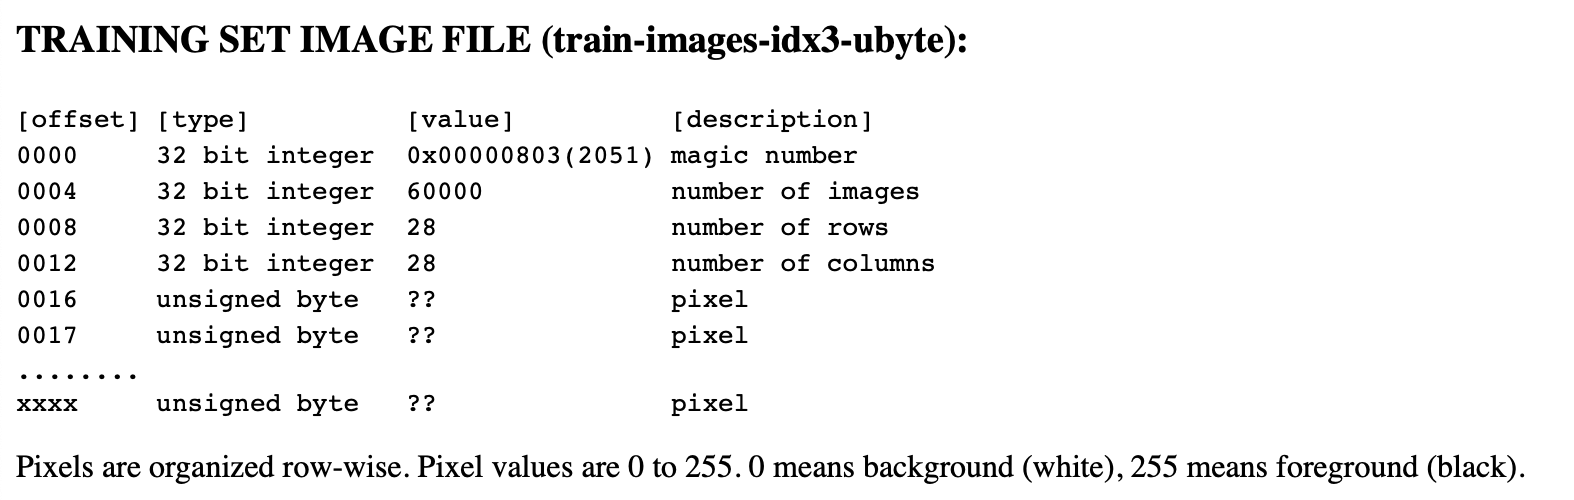 TRAINING SET IMAGE FILE (train-images-idx3-ubyte):
[offset] [type]          [value]          [description]
0000     32 bit integer  0x00000803(2051) magic number
0004     32 bit integer  60000            number of images
0008     32 bit integer  28               number of rows
0012     32 bit integer  28               number of columns
0016     unsigned byte   ??               pixel
0017     unsigned byte   ??               pixel
........
xxxx     unsigned byte   ??               pixel
Pixels are organized row-wise. Pixel values are 0 to 255. 0 means background (white), 255 means foreground (black).